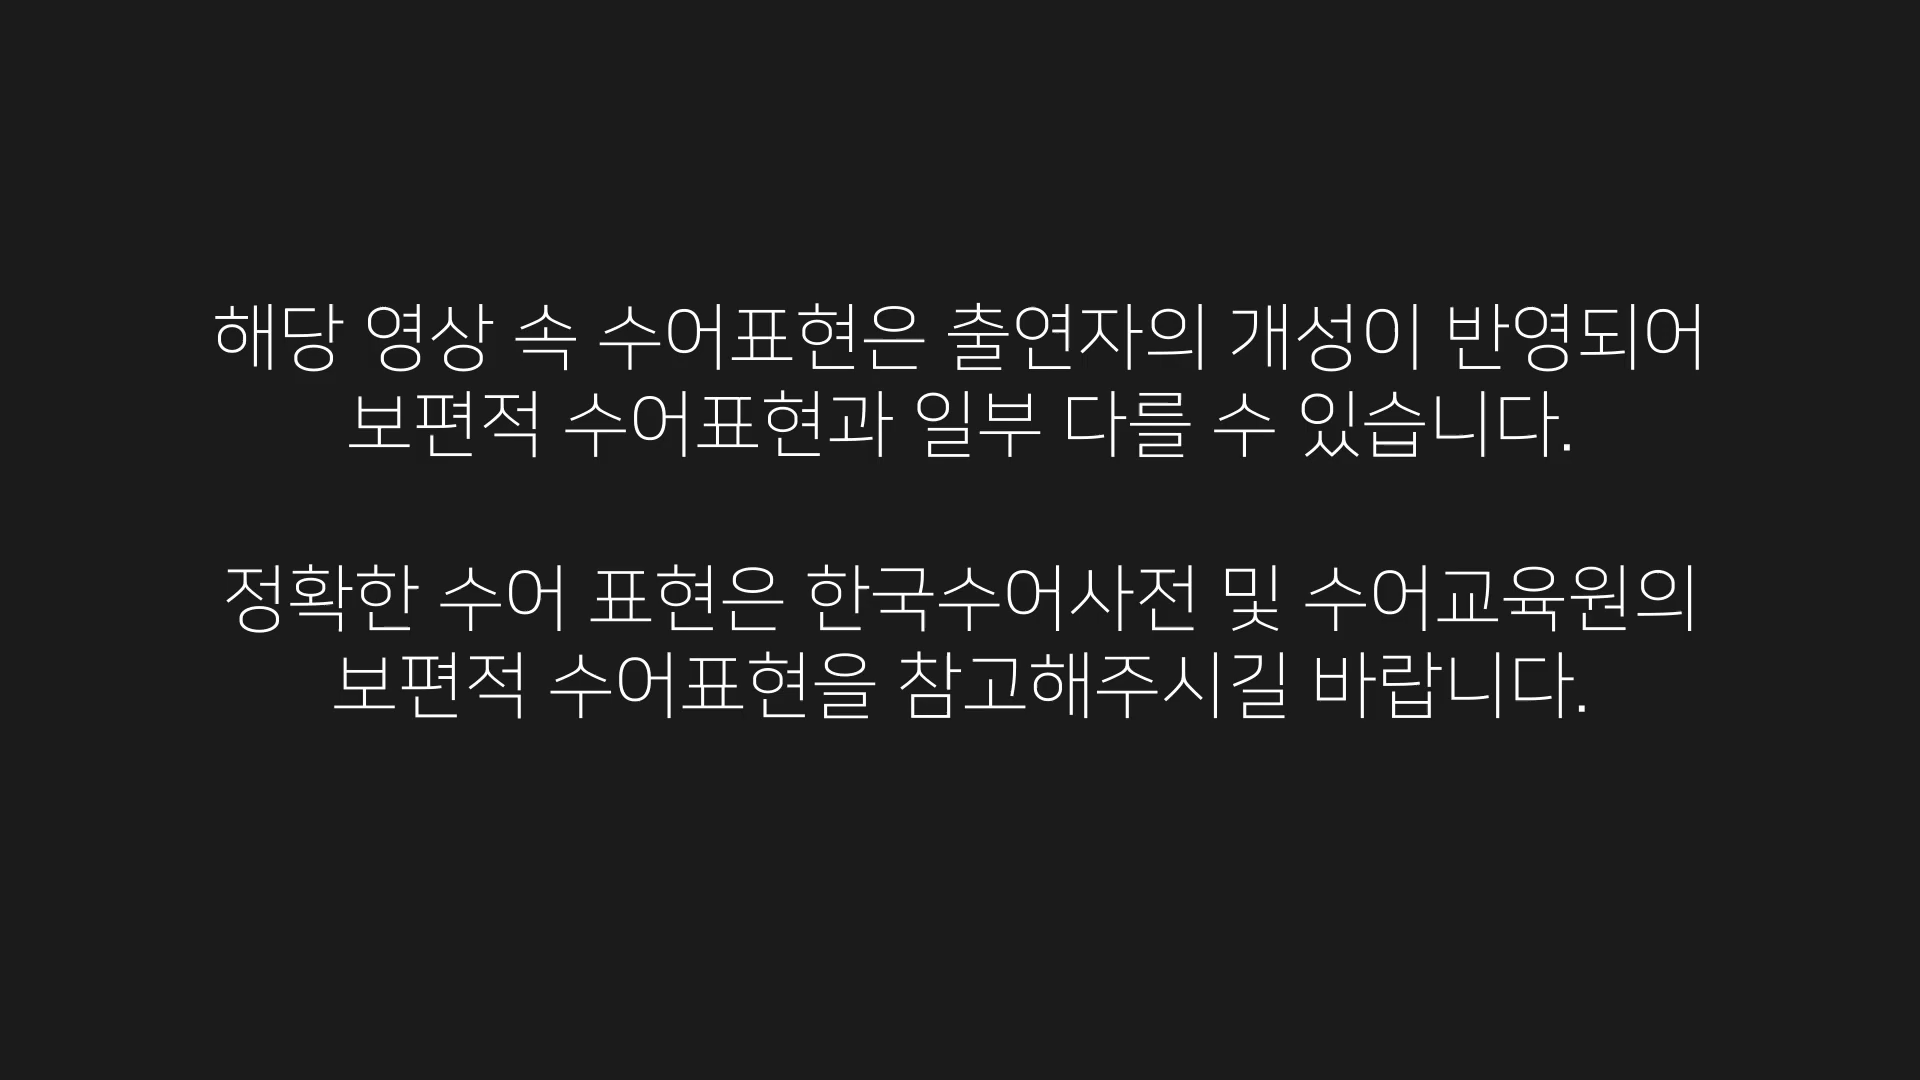 해당 영상 속 수어표현은 출연자의 개성이 반영되어
보편적 수어표현과 일부 다를 수 있습니다.
정확한 수어 표현은 한국수어사전 및 수어교육원의
보편적 수어표현을 참고해주시길 바랍니다.